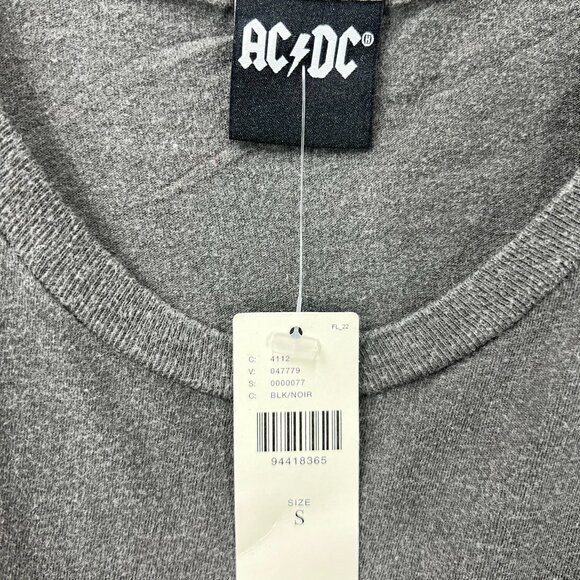 AC⚡DC®
FL_22
C: 4112
V: 047779
S: 0000077
C: BLK/NOIR
94418365
SIZE
S